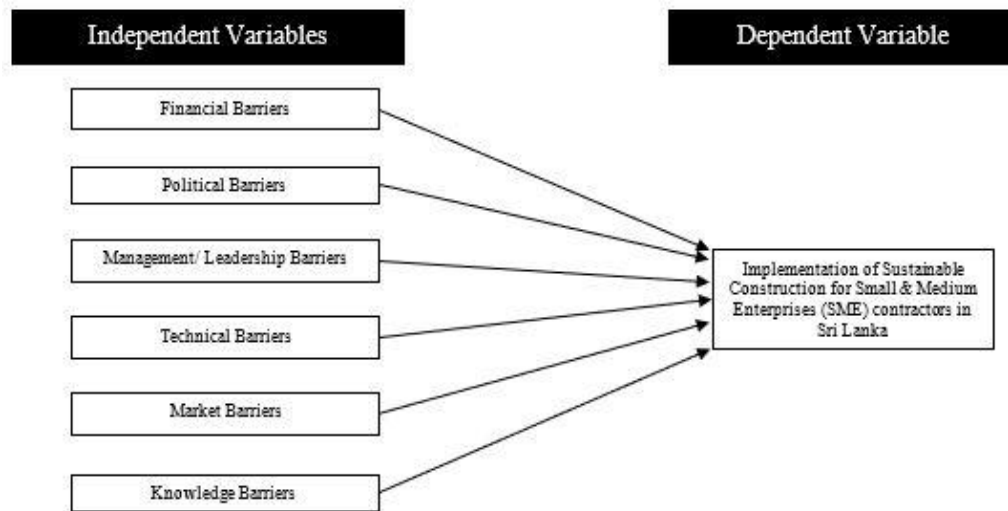 Independent Variables
Dependent Variable
Financial Barriers
Political Barriers
Management/ Leadership Barriers
Technical Barriers
Market Barriers
Knowledge Barriers
Implementation of Sustainable
Construction for Small & Medium
Enterprises (SME) contractors in
Sri Lanka